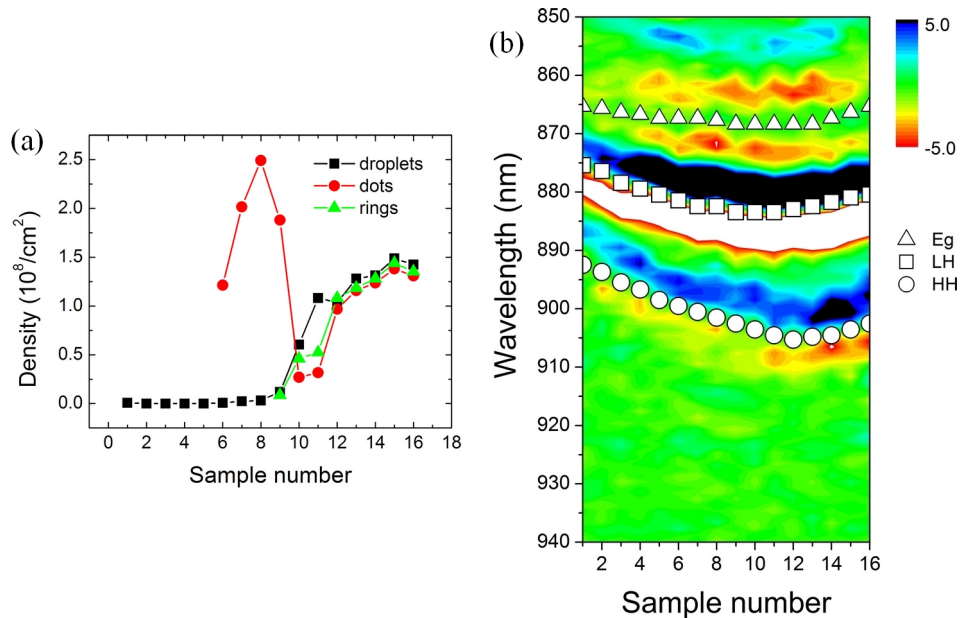 (a)
Density (10⁸/cm²)
2.5
2.0
1.5
1.0
0.5
0.0
0 2 4 6 8 10 12 14 16 18
Sample number
droplets
dots
rings
(b)
Wavelength (nm)
850
860
870
880
890
900
910
920
930
940
2 4 6 8 10 12 14 16
Sample number
5.0
-5.0
Eg
LH
HH